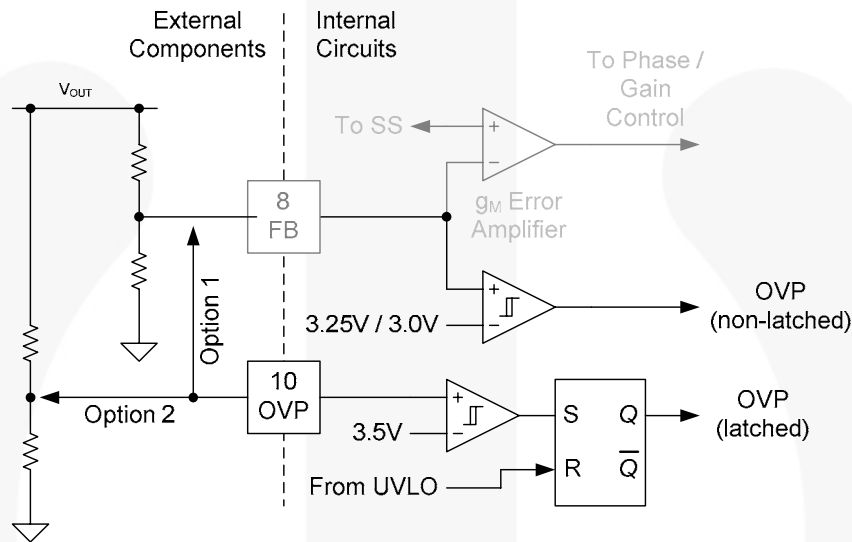 External
Components
Internal
Circuits
VOUT
To SS
+
−
To Phase /
Gain
Control
8
FB
gM Error
Amplifier
Option 1
+
−
3.25V / 3.0V
OVP
(non-latched)
10
OVP
Option 2
+
−
3.5V
S
Q
R
Q̅
OVP
(latched)
From UVLO